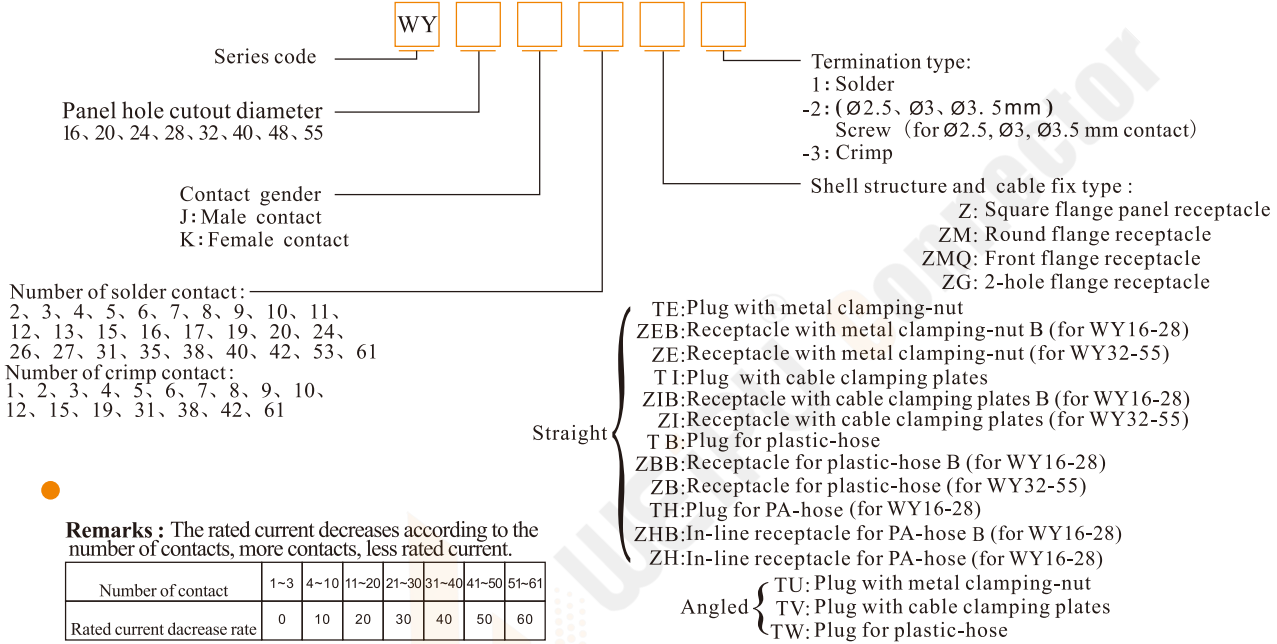 WY
Series code
Panel hole cutout diameter
16、20、24、28、32、40、48、55
Contact gender
J:Male contact
K:Female contact
Number of solder contact:
2、3、4、5、6、7、8、9、10、11、
12、13、15、16、17、19、20、24、
26、27、31、35、38、40、42、53、61
Number of crimp contact:
1、2、3、4、5、6、7、8、9、10、
12、15、19、31、38、42、61
Termination type:
1:Solder
-2:(Ø2.5、Ø3、Ø3.5mm)
Screw (for Ø2.5, Ø3, Ø3.5 mm contact)
-3:Crimp
Shell structure and cable fix type :
Z: Square flange panel receptacle
ZM: Round flange receptacle
ZMQ: Front flange receptacle
ZG: 2-hole flange receptacle
Straight
TE:Plug with metal clamping-nut
ZEB:Receptacle with metal clamping-nut B (for WY16-28)
ZE:Receptacle with metal clamping-nut (for WY32-55)
TI:Plug with cable clamping plates
ZIB:Receptacle with cable clamping plates B (for WY16-28)
ZI:Receptacle with cable clamping plates (for WY32-55)
TB:Plug for plastic-hose
ZBB:Receptacle for plastic-hose B (for WY16-28)
ZB:Receptacle for plastic-hose (for WY32-55)
TH:Plug for PA-hose (for WY16-28)
ZHB:In-line receptacle for PA-hose B (for WY16-28)
ZH:In-line receptacle for PA-hose (for WY16-28)
Angled
TU: Plug with metal clamping-nut
TV: Plug with cable clamping plates
TW: Plug for plastic-hose
Remarks : The rated current decreases according to the
number of contacts, more contacts, less rated current.
Number of contact 1~3 4~10 11~20 21~30 31~40 41~50 51~61
Rated current dacrease rate 0 10 20 30 40 50 60
WEIPU Connector